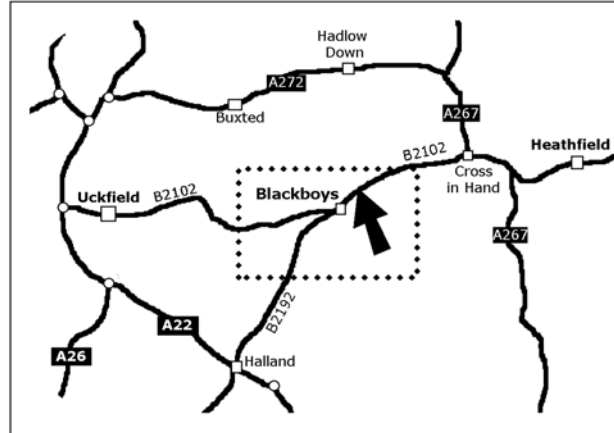 Hadlow
Down
A272
Buxted
A267
B2102
Heathfield
Cross
in Hand
Blackboys
B2102
Uckfield
A267
B2192
A22
A26
Halland